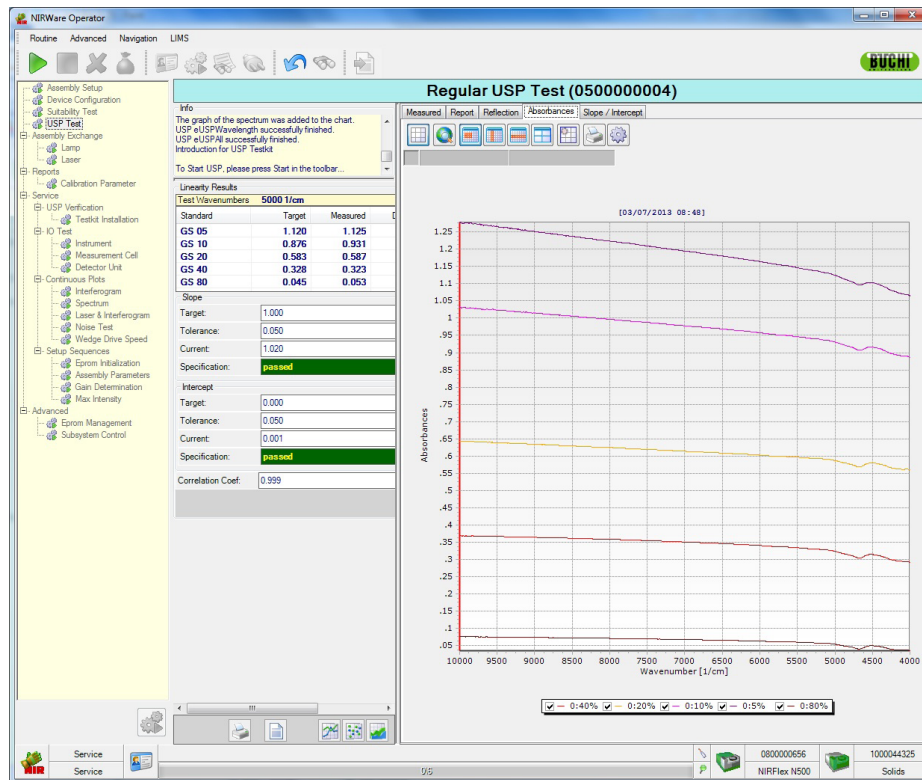 NIRWare Operator
Routine Advanced Navigation LIMS
BÜCHI
Assembly Setup
Device Configuration
Suitability Test
USP Test
Assembly Exchange
Lamp
Laser
Reports
Calibration Parameter
Service
USP Verification
Testkit Installation
IO Test
Instrument
Measurement Cell
Detector Unit
Continuous Plots
Interferogram
Spectrum
Laser & Interferogram
Noise Test
Wedge Drive Speed
Setup Sequences
Eprom Initialization
Assembly Parameters
Gain Determination
Max Intensity
Advanced
Eprom Management
Subsystem Control
Regular USP Test (0500000004)
Info
The graph of the spectrum was added to the chart.
USP eUSPWavelength successfully finished.
USP eUSPAll successfully finished.
Introduction for USP Testkit
To Start USP, please press Start in the toolbar...
Linearity Results
Test Wavenumbers 5000 1/cm
Standard Target Measured D
GS 05 1.120 1.125
GS 10 0.876 0.931
GS 20 0.583 0.587
GS 40 0.328 0.323
GS 80 0.045 0.053
Slope
Target: 1.000
Tolerance: 0.050
Current: 1.020
Specification: passed
Intercept
Target: 0.000
Tolerance: 0.050
Current: 0.001
Specification: passed
Correlation Coef: 0.999
Measured Report Reflection Absorbances Slope / Intercept
[03/07/2013 08:48]
Absorbances
1.25
1.2
1.15
1.1
1.05
1
.95
.9
.85
.8
.75
.7
.65
.6
.55
.5
.45
.4
.35
.3
.25
.2
.15
.1
.05
10000 9500 9000 8500 8000 7500 7000 6500 6000 5500 5000 4500 4000
Wavenumber [1/cm]
0:40% 0:20% 0:10% 0:5% 0:80%
NIR
Service
Service
0/5
0800000656
NIRFlex N500
1000044325
Solids